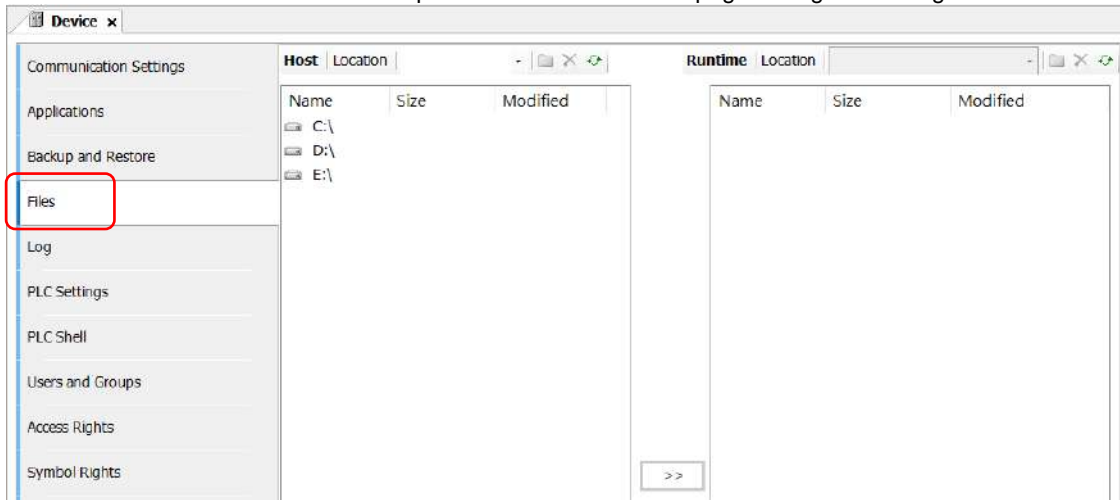 Device
Communication Settings
Applications
Backup and Restore
Files
Log
PLC Settings
PLC Shell
Users and Groups
Access Rights
Symbol Rights
Host Location
Name Size Modified
C:\
D:\
E:\
>>
Runtime Location
Name Size Modified